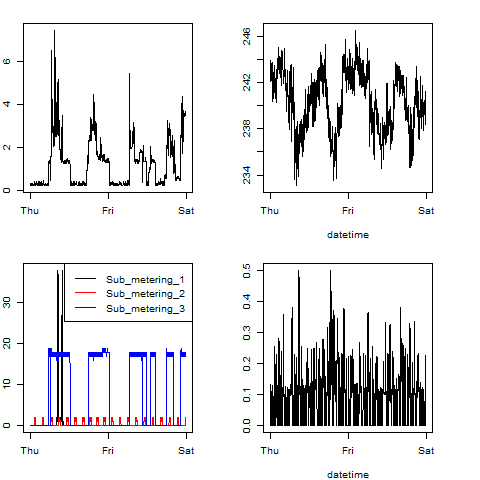 0 2 4 6
Thu Fri Sat
234 238 242 246
Thu Fri Sat
datetime
0 10 20 30
Sub_metering_1
Sub_metering_2
Sub_metering_3
Thu Fri Sat
0.0 0.1 0.2 0.3 0.4 0.5
Thu Fri Sat
datetime